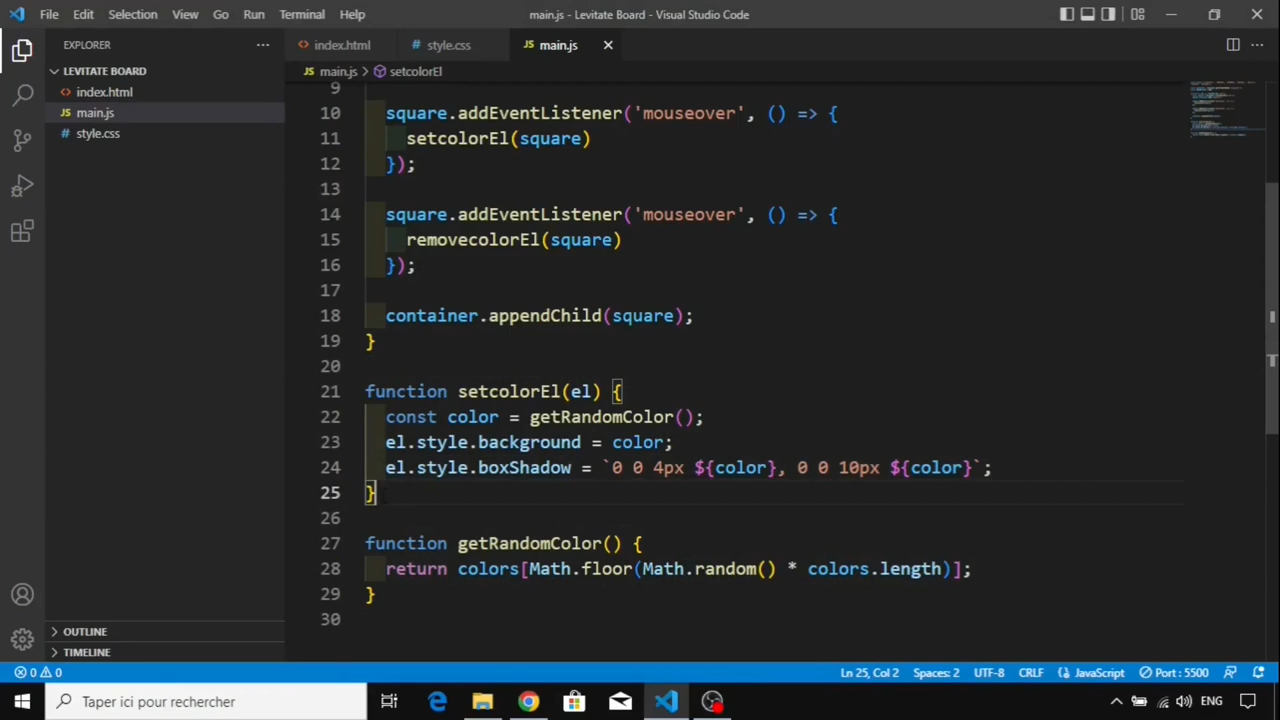 File Edit Selection View Go Run Terminal Help
main.js - Levitate Board - Visual Studio Code
EXPLORER
index.html
style.css
JS main.js
LEVITATE BOARD
index.html
JS main.js
style.css
OUTLINE
TIMELINE
JS main.js > setcolorEl
9
10 square.addEventListener('mouseover', () => {
11 setcolorEl(square)
12 });
13
14 square.addEventListener('mouseover', () => {
15 removecolorEl(square)
16 });
17
18 container.appendChild(square);
19 }
20
21 function setcolorEl(el) {
22 const color = getRandomColor();
23 el.style.background = color;
24 el.style.boxShadow = `0 0 4px ${color}, 0 0 10px ${color}`;
25 }
26
27 function getRandomColor() {
28 return colors[Math.floor(Math.random() * colors.length)];
29 }
30
0 0 Ln 25, Col 2 Spaces: 2 UTF-8 CRLF {} JavaScript Port : 5500
Taper ici pour rechercher ENG